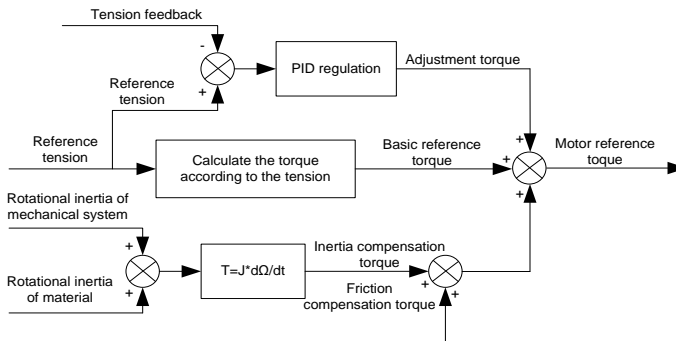 Tension feedback
-
PID regulation
Adjustment torque
+
Reference
tension
+
Reference
tension
Calculate the torque
according to the tension
Basic reference
torque
+
Motor reference
toque
+
Rotational inertia of
mechanical system
+
Rotational inertia
of material
+
T=J*dΩ/dt
Inertia compensation
torque
+
Friction
compensation torque
+